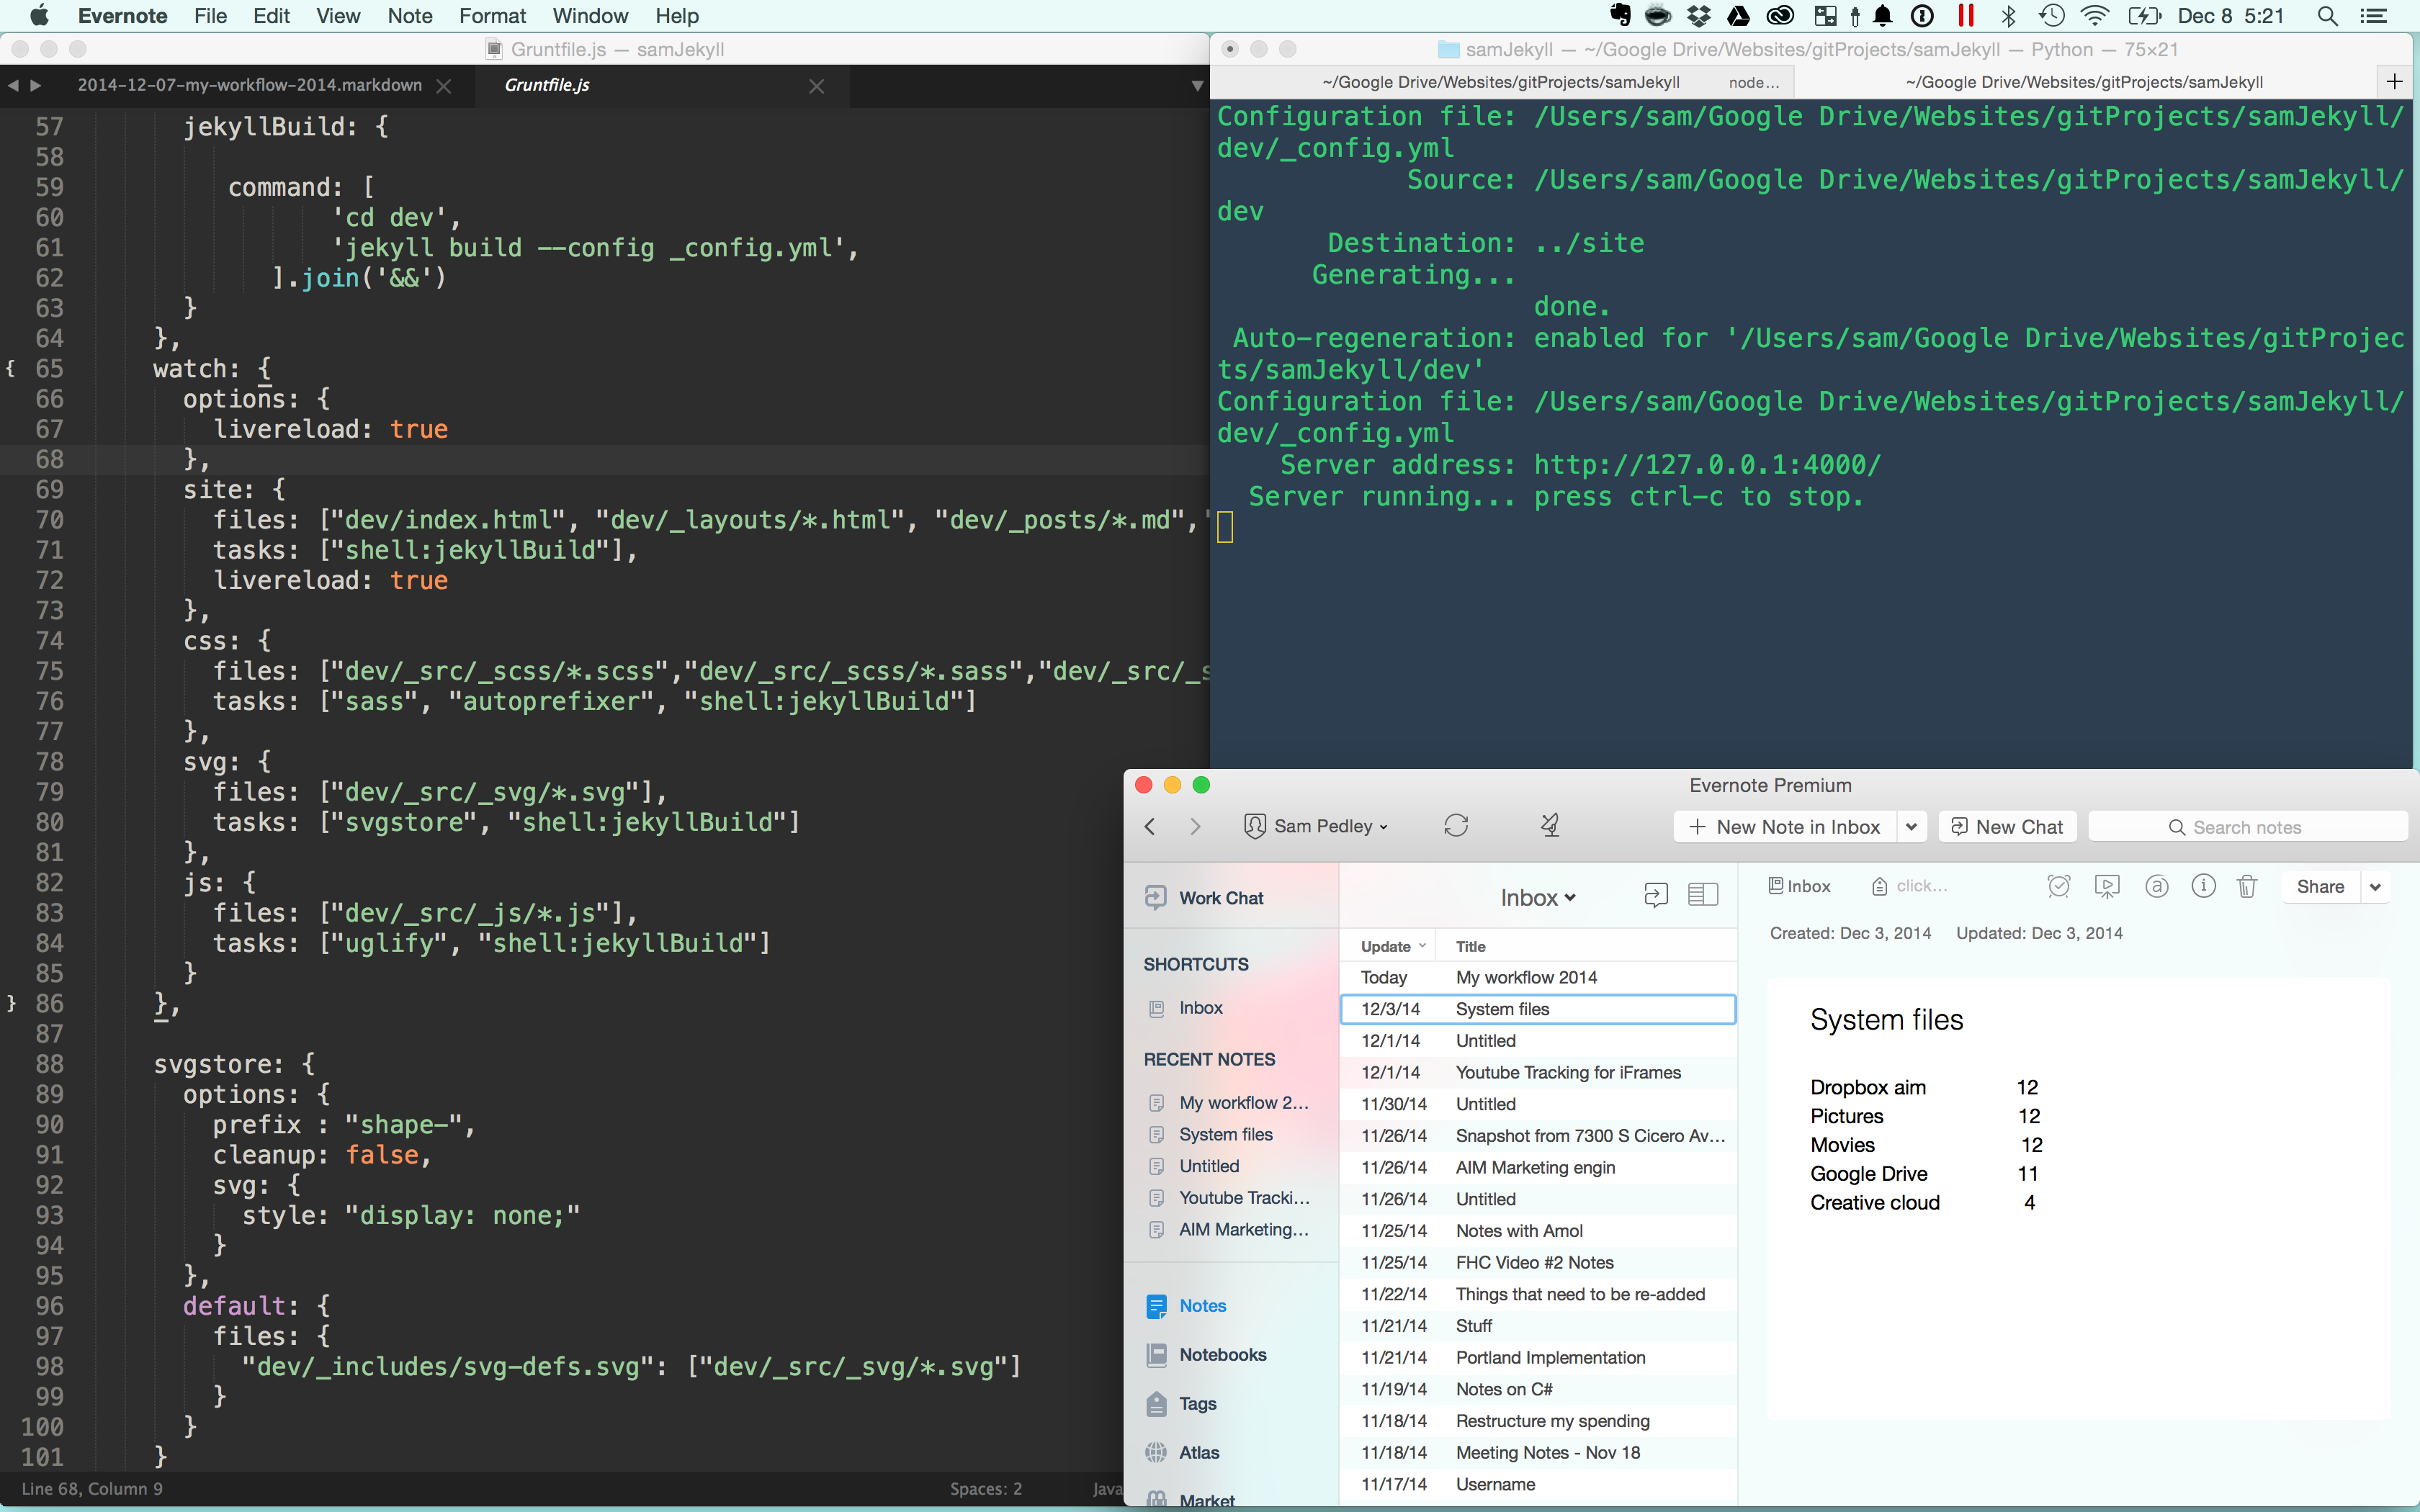 Evernote File Edit View Note Format Window Help
Dec 8 5:21
Gruntfile.js — samJekyll
2014-12-07-my-workflow-2014.markdown
Gruntfile.js
57 jekyllBuild: {
58
59 command: [
60 'cd dev',
61 'jekyll build --config _config.yml',
62 ].join('&&')
63 }
64 },
65 watch: {
66 options: {
67 livereload: true
68 },
69 site: {
70 files: ["dev/index.html", "dev/_layouts/*.html", "dev/_posts/*.md",
71 tasks: ["shell:jekyllBuild"],
72 livereload: true
73 },
74 css: {
75 files: ["dev/_src/_scss/*.scss","dev/_src/_scss/*.sass","dev/_src/_s
76 tasks: ["sass", "autoprefixer", "shell:jekyllBuild"]
77 },
78 svg: {
79 files: ["dev/_src/_svg/*.svg"],
80 tasks: ["svgstore", "shell:jekyllBuild"]
81 },
82 js: {
83 files: ["dev/_src/_js/*.js"],
84 tasks: ["uglify", "shell:jekyllBuild"]
85 }
86 },
87
88 svgstore: {
89 options: {
90 prefix : "shape-",
91 cleanup: false,
92 svg: {
93 style: "display: none;"
94 }
95 },
96 default: {
97 files: {
98 "dev/_includes/svg-defs.svg": ["dev/_src/_svg/*.svg"]
99 }
100 }
101 }
Line 68, Column 9
Spaces: 2
Java
samJekyll — ~/Google Drive/Websites/gitProjects/samJekyll — Python — 75×21
~/Google Drive/Websites/gitProjects/samJekyll node...
~/Google Drive/Websites/gitProjects/samJekyll
Configuration file: /Users/sam/Google Drive/Websites/gitProjects/samJekyll/
dev/_config.yml
Source: /Users/sam/Google Drive/Websites/gitProjects/samJekyll/
dev
Destination: ../site
Generating...
done.
Auto-regeneration: enabled for '/Users/sam/Google Drive/Websites/gitProjec
ts/samJekyll/dev'
Configuration file: /Users/sam/Google Drive/Websites/gitProjects/samJekyll/
dev/_config.yml
Server address: http://127.0.0.1:4000/
Server running... press ctrl-c to stop.
Evernote Premium
Sam Pedley
New Note in Inbox
New Chat
Search notes
Work Chat
SHORTCUTS
Inbox
RECENT NOTES
My workflow 2...
System files
Untitled
Youtube Tracki...
AIM Marketing...
Notes
Notebooks
Tags
Atlas
Market
Inbox
Update Title
Today My workflow 2014
12/3/14 System files
12/1/14 Untitled
12/1/14 Youtube Tracking for iFrames
11/30/14 Untitled
11/26/14 Snapshot from 7300 S Cicero Av...
11/26/14 AIM Marketing engin
11/26/14 Untitled
11/25/14 Notes with Amol
11/25/14 FHC Video #2 Notes
11/22/14 Things that need to be re-added
11/21/14 Stuff
11/21/14 Portland Implementation
11/19/14 Notes on C#
11/18/14 Restructure my spending
11/18/14 Meeting Notes - Nov 18
11/17/14 Username
Inbox click...
Share
Created: Dec 3, 2014 Updated: Dec 3, 2014
System files
Dropbox aim 12
Pictures 12
Movies 12
Google Drive 11
Creative cloud 4